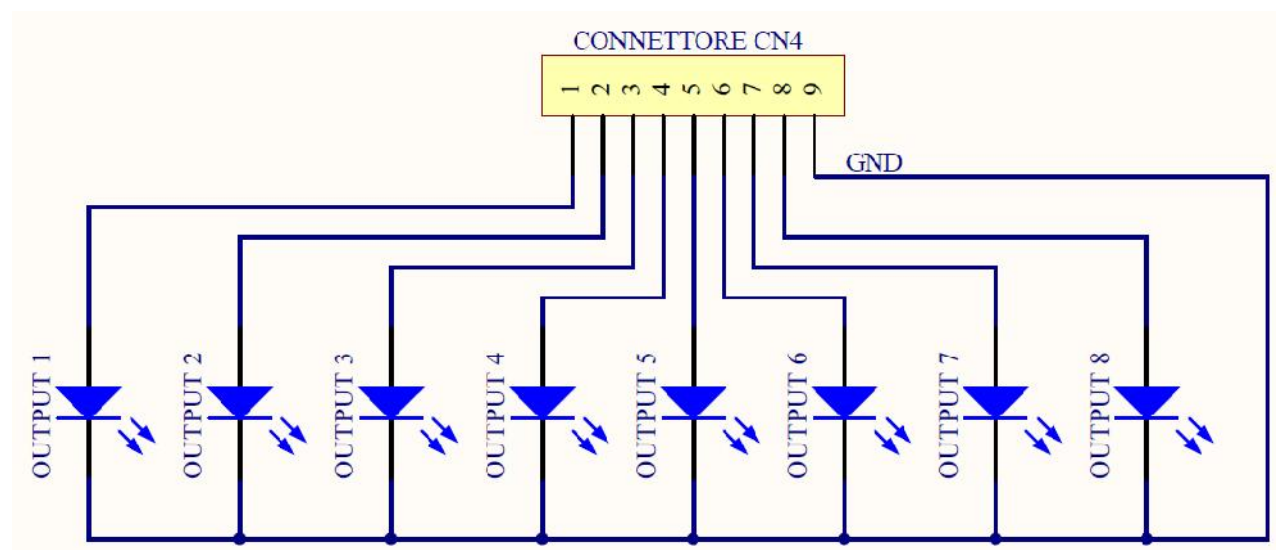 CONNETTORE CN4
1 2 3 4 5 6 7 8 9
GND
OUTPUT 1
OUTPUT 2
OUTPUT 3
OUTPUT 4
OUTPUT 5
OUTPUT 6
OUTPUT 7
OUTPUT 8